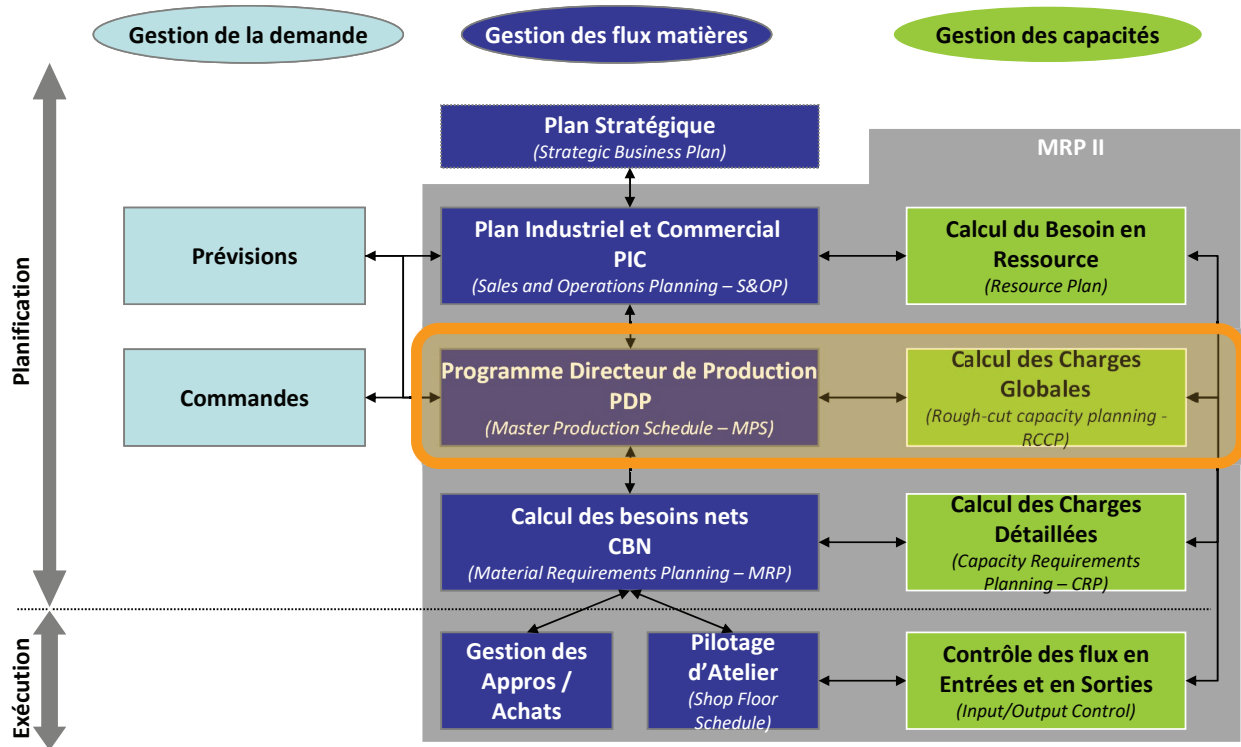 Gestion de la demande
Gestion des flux matières
Gestion des capacités
Planification
Plan Stratégique
(Strategic Business Plan)
MRP II
Prévisions
Plan Industriel et Commercial
PIC
(Sales and Operations Planning – S&OP)
Calcul du Besoin en
Ressource
(Resource Plan)
Commandes
Programme Directeur de Production
PDP
(Master Production Schedule – MPS)
Calcul des Charges
Globales
(Rough-cut capacity planning -
RCCP)
Calcul des besoins nets
CBN
(Material Requirements Planning – MRP)
Calcul des Charges
Détaillées
(Capacity Requirements
Planning – CRP)
Exécution
Gestion des
Appros /
Achats
Pilotage
d’Atelier
(Shop Floor
Schedule)
Contrôle des flux en
Entrées et en Sorties
(Input/Output Control)